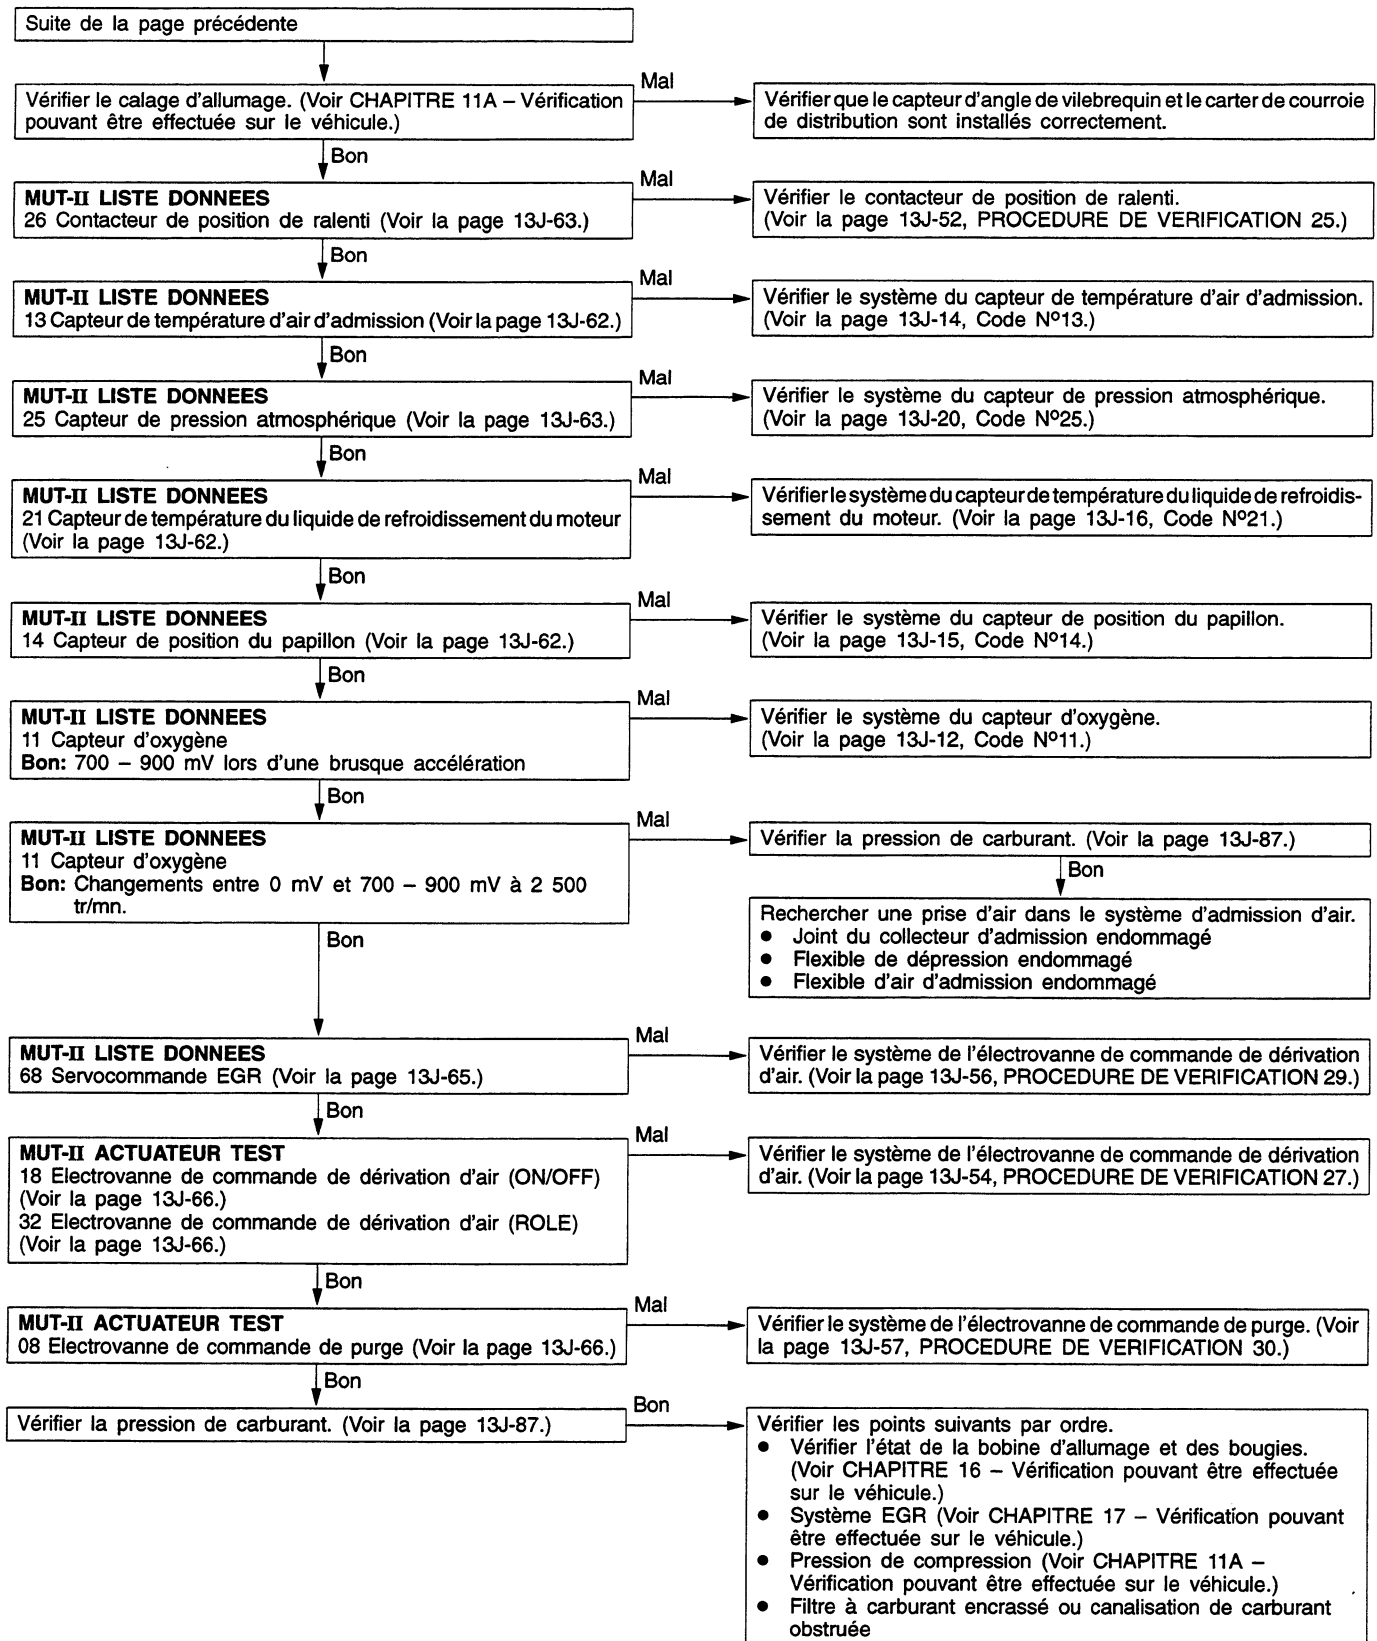 Suite de la page précédente
Vérifier le calage d'allumage. (Voir CHAPITRE 11A – Vérification
pouvant être effectuée sur le véhicule.)
Mal
Vérifier que le capteur d'angle de vilebrequin et le carter de courroie
de distribution sont installés correctement.
Bon
MUT-II LISTE DONNEES
26 Contacteur de position de ralenti (Voir la page 13J-63.)
Mal
Vérifier le contacteur de position de ralenti.
(Voir la page 13J-52, PROCEDURE DE VERIFICATION 25.)
Bon
MUT-II LISTE DONNEES
13 Capteur de température d'air d'admission (Voir la page 13J-62.)
Mal
Vérifier le système du capteur de température d'air d'admission.
(Voir la page 13J-14, Code Nº13.)
Bon
MUT-II LISTE DONNEES
25 Capteur de pression atmosphérique (Voir la page 13J-63.)
Mal
Vérifier le système du capteur de pression atmosphérique.
(Voir la page 13J-20, Code Nº25.)
Bon
MUT-II LISTE DONNEES
21 Capteur de température du liquide de refroidissement du moteur
(Voir la page 13J-62.)
Mal
Vérifier le système du capteur de température du liquide de refroidis-
sement du moteur. (Voir la page 13J-16, Code Nº21.)
Bon
MUT-II LISTE DONNEES
14 Capteur de position du papillon (Voir la page 13J-62.)
Mal
Vérifier le système du capteur de position du papillon.
(Voir la page 13J-15, Code Nº14.)
Bon
MUT-II LISTE DONNEES
11 Capteur d'oxygène
Bon: 700 – 900 mV lors d'une brusque accélération
Mal
Vérifier le système du capteur d'oxygène.
(Voir la page 13J-12, Code Nº11.)
Bon
MUT-II LISTE DONNEES
11 Capteur d'oxygène
Bon: Changements entre 0 mV et 700 – 900 mV à 2 500
tr/mn.
Mal
Vérifier la pression de carburant. (Voir la page 13J-87.)
Bon
Rechercher une prise d'air dans le système d'admission d'air.
● Joint du collecteur d'admission endommagé
● Flexible de dépression endommagé
● Flexible d'air d'admission endommagé
Bon
MUT-II LISTE DONNEES
68 Servocommande EGR (Voir la page 13J-65.)
Mal
Vérifier le système de l'électrovanne de commande de dérivation
d'air. (Voir la page 13J-56, PROCEDURE DE VERIFICATION 29.)
Bon
MUT-II ACTUATEUR TEST
18 Electrovanne de commande de dérivation d'air (ON/OFF)
(Voir la page 13J-66.)
32 Electrovanne de commande de dérivation d'air (ROLE)
(Voir la page 13J-66.)
Mal
Vérifier le système de l'électrovanne de commande de dérivation
d'air. (Voir la page 13J-54, PROCEDURE DE VERIFICATION 27.)
Bon
MUT-II ACTUATEUR TEST
08 Electrovanne de commande de purge (Voir la page 13J-66.)
Mal
Vérifier le système de l'électrovanne de commande de purge. (Voir
la page 13J-57, PROCEDURE DE VERIFICATION 30.)
Bon
Vérifier la pression de carburant. (Voir la page 13J-87.)
Bon
Vérifier les points suivants par ordre.
● Vérifier l'état de la bobine d'allumage et des bougies.
(Voir CHAPITRE 16 – Vérification pouvant être effectuée
sur le véhicule.)
● Système EGR (Voir CHAPITRE 17 – Vérification pouvant
être effectuée sur le véhicule.)
● Pression de compression (Voir CHAPITRE 11A –
Vérification pouvant être effectuée sur le véhicule.)
● Filtre à carburant encrassé ou canalisation de carburant
obstruée